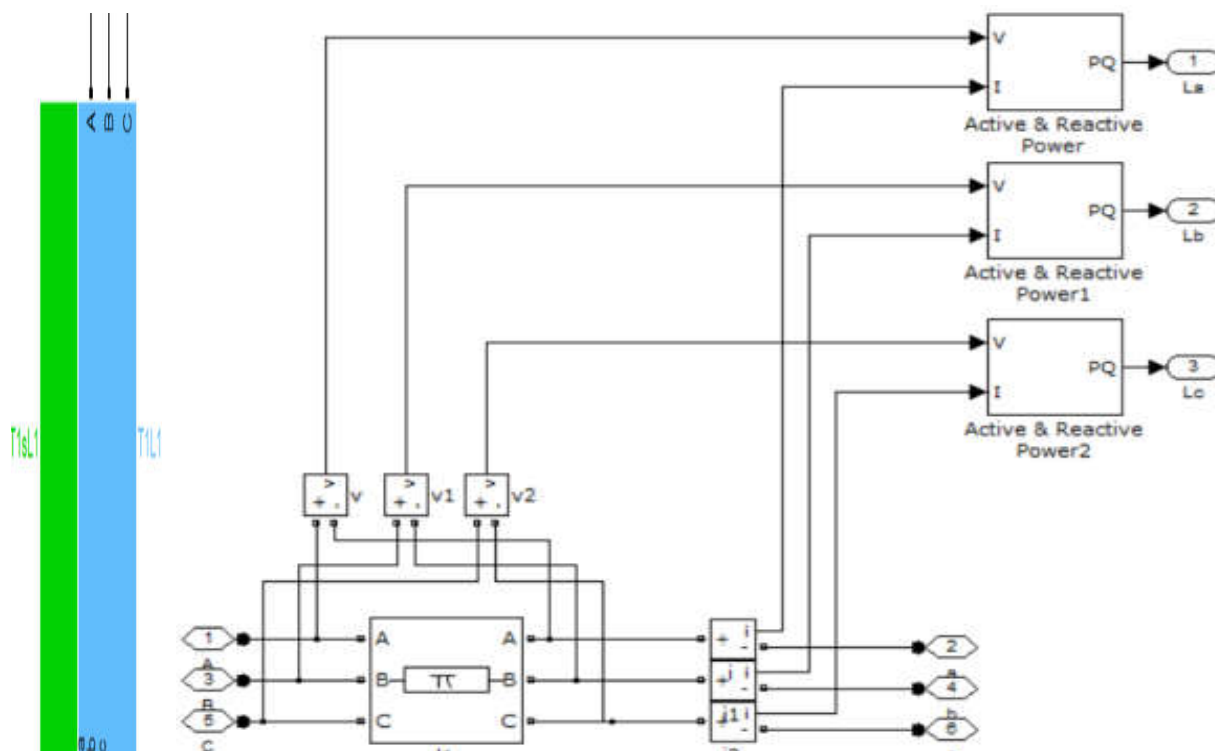 A
B
C
T1sL1
T1L1
V
PQ
1
I
La
Active & Reactive
Power
V
PQ
2
I
Lb
Active & Reactive
Power1
V
PQ
3
I
Lc
Active & Reactive
Power2
v
+ -
v
v
+ -
v1
v
+ -
v2
1
A
A
+
i
-
2
a
3
B
B
+
i
i
-
4
b
B
5
C
C
+
i1
i
-
6
C